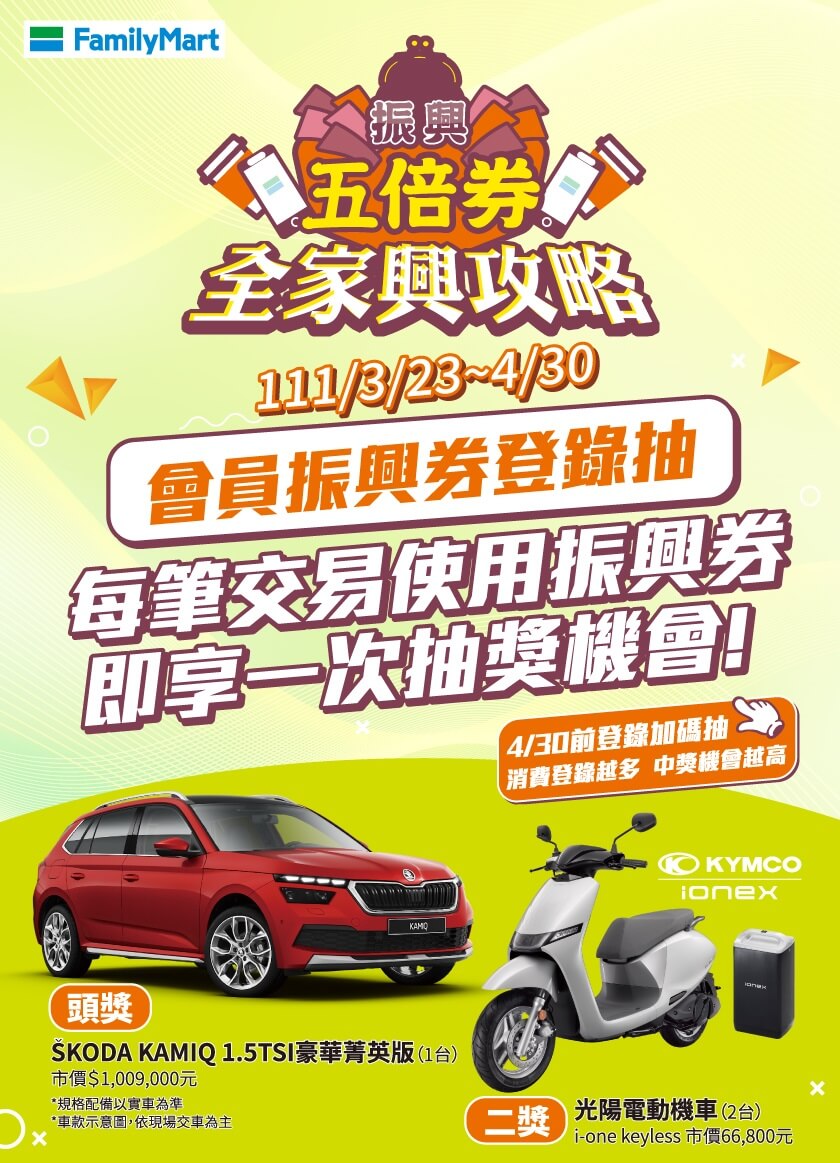 FamilyMart
振興
五倍券
全家興攻略
111/3/23~4/30
會員振興券登錄抽
每筆交易使用振興券
即享一次抽獎機會!
4/30前登錄加碼抽
消費登錄越多 中獎機會越高
KAMIQ
KYMCO
ionex
ionex
頭獎
ŠKODA KAMIQ 1.5TSI豪華菁英版(1台)
市價$1,009,000元
*規格配備以實車為準
*車款示意圖,依現場交車為主
二獎
光陽電動機車(2台)
i-one keyless 市價66,800元